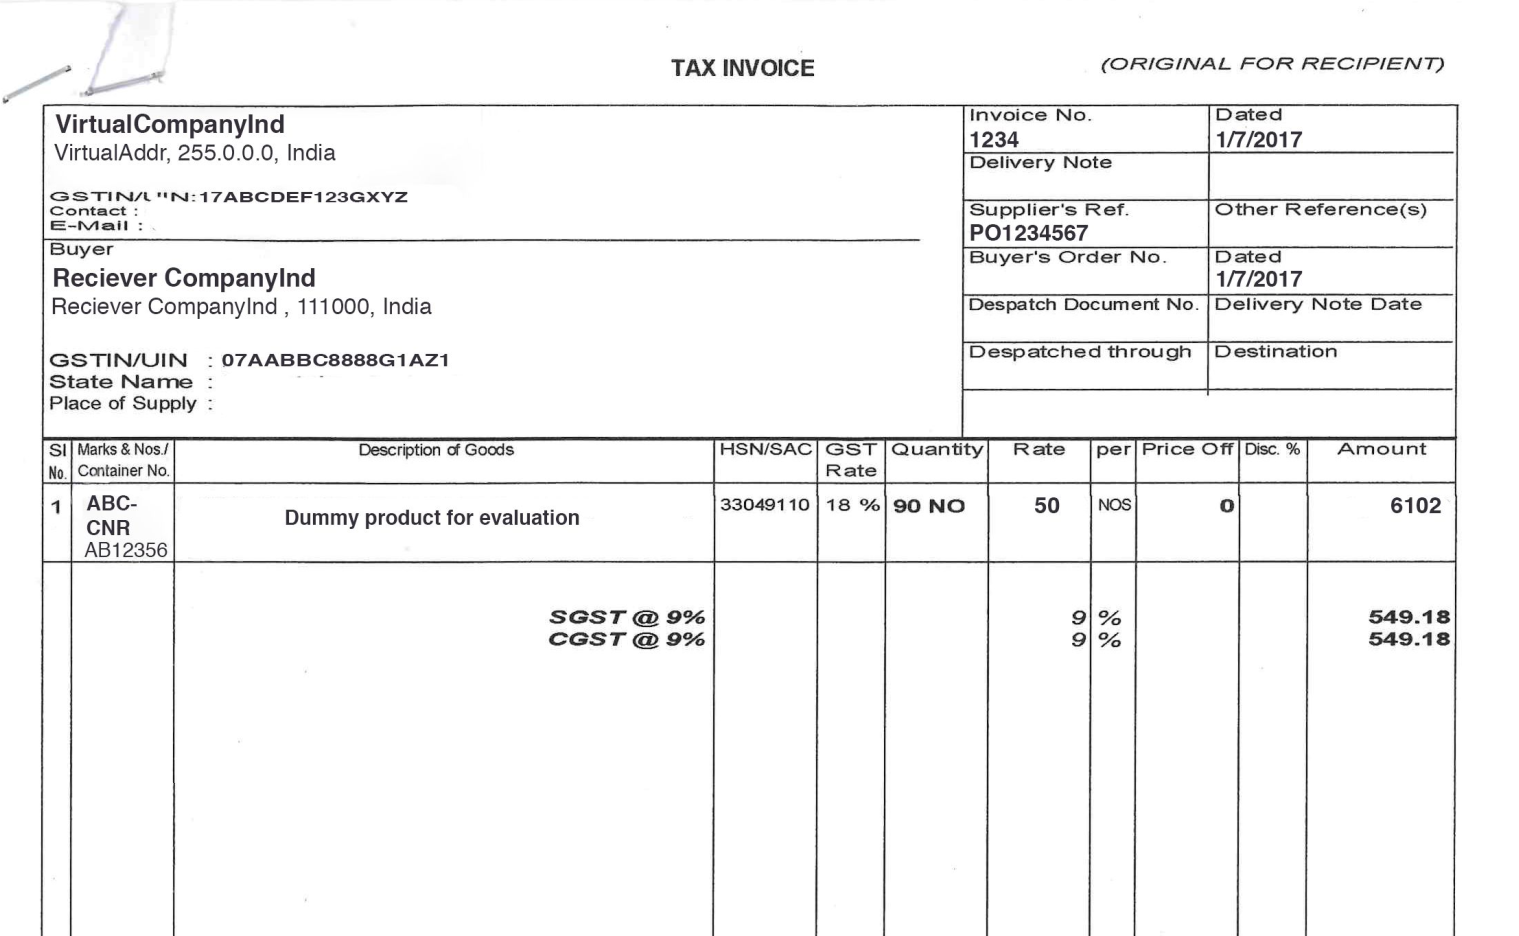 TAX INVOICE
(ORIGINAL FOR RECIPIENT)
VirtualCompanyInd
VirtualAddr, 255.0.0.0, India
GSTIN/UIN:17ABCDEF123GXYZ
Contact :
E-Mail :
Invoice No.
1234
Dated
1/7/2017
Delivery Note
Supplier's Ref.
PO1234567
Other Reference(s)
Buyer's Order No.
Dated
1/7/2017
Despatch Document No.
Delivery Note Date
Despatched through
Destination
Buyer
Reciever CompanyInd
Reciever CompanyInd , 111000, India
GSTIN/UIN : 07AABBC8888G1AZ1
State Name :
Place of Supply :
SI No. Marks & Nos./ Container No. Description of Goods HSN/SAC GST Rate Quantity Rate per Price Off Disc. % Amount
1 ABC-CNR AB12356 Dummy product for evaluation 33049110 18 % 90 NO 50 NOS 0 6102
SGST @ 9% 9 % 549.18
CGST @ 9% 9 % 549.18